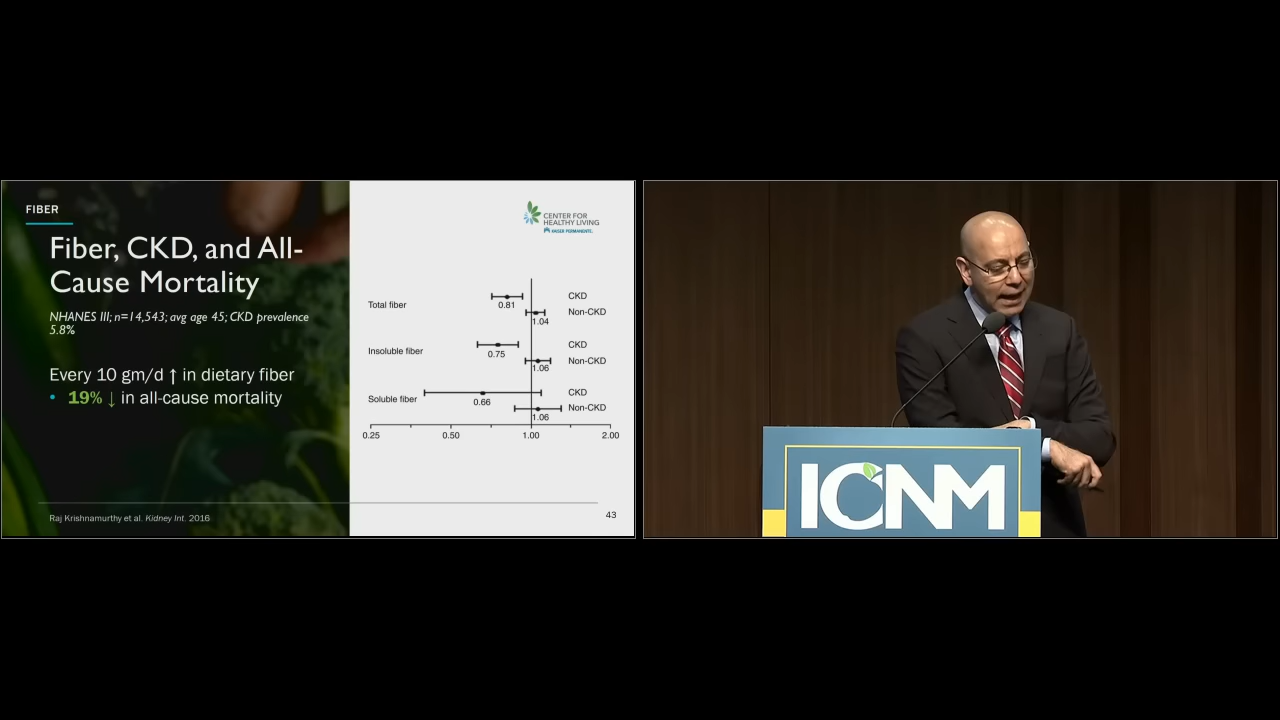 FIBER
Fiber, CKD, and All-
Cause Mortality
NHANES III; n=14,543; avg age 45; CKD prevalence
5.8%
Every 10 gm/d ↑ in dietary fiber
• 19% ↓ in all-cause mortality
Raj Krishnamurthy et al. Kidney Int. 2016
CENTER FOR
HEALTHY LIVING
KAISER PERMANENTE.
Total fiber
0.81
CKD
1.04
Non-CKD
Insoluble fiber
0.75
CKD
1.06
Non-CKD
Soluble fiber
0.66
CKD
1.06
Non-CKD
0.25 0.50 1.00 2.00
43
ICNM